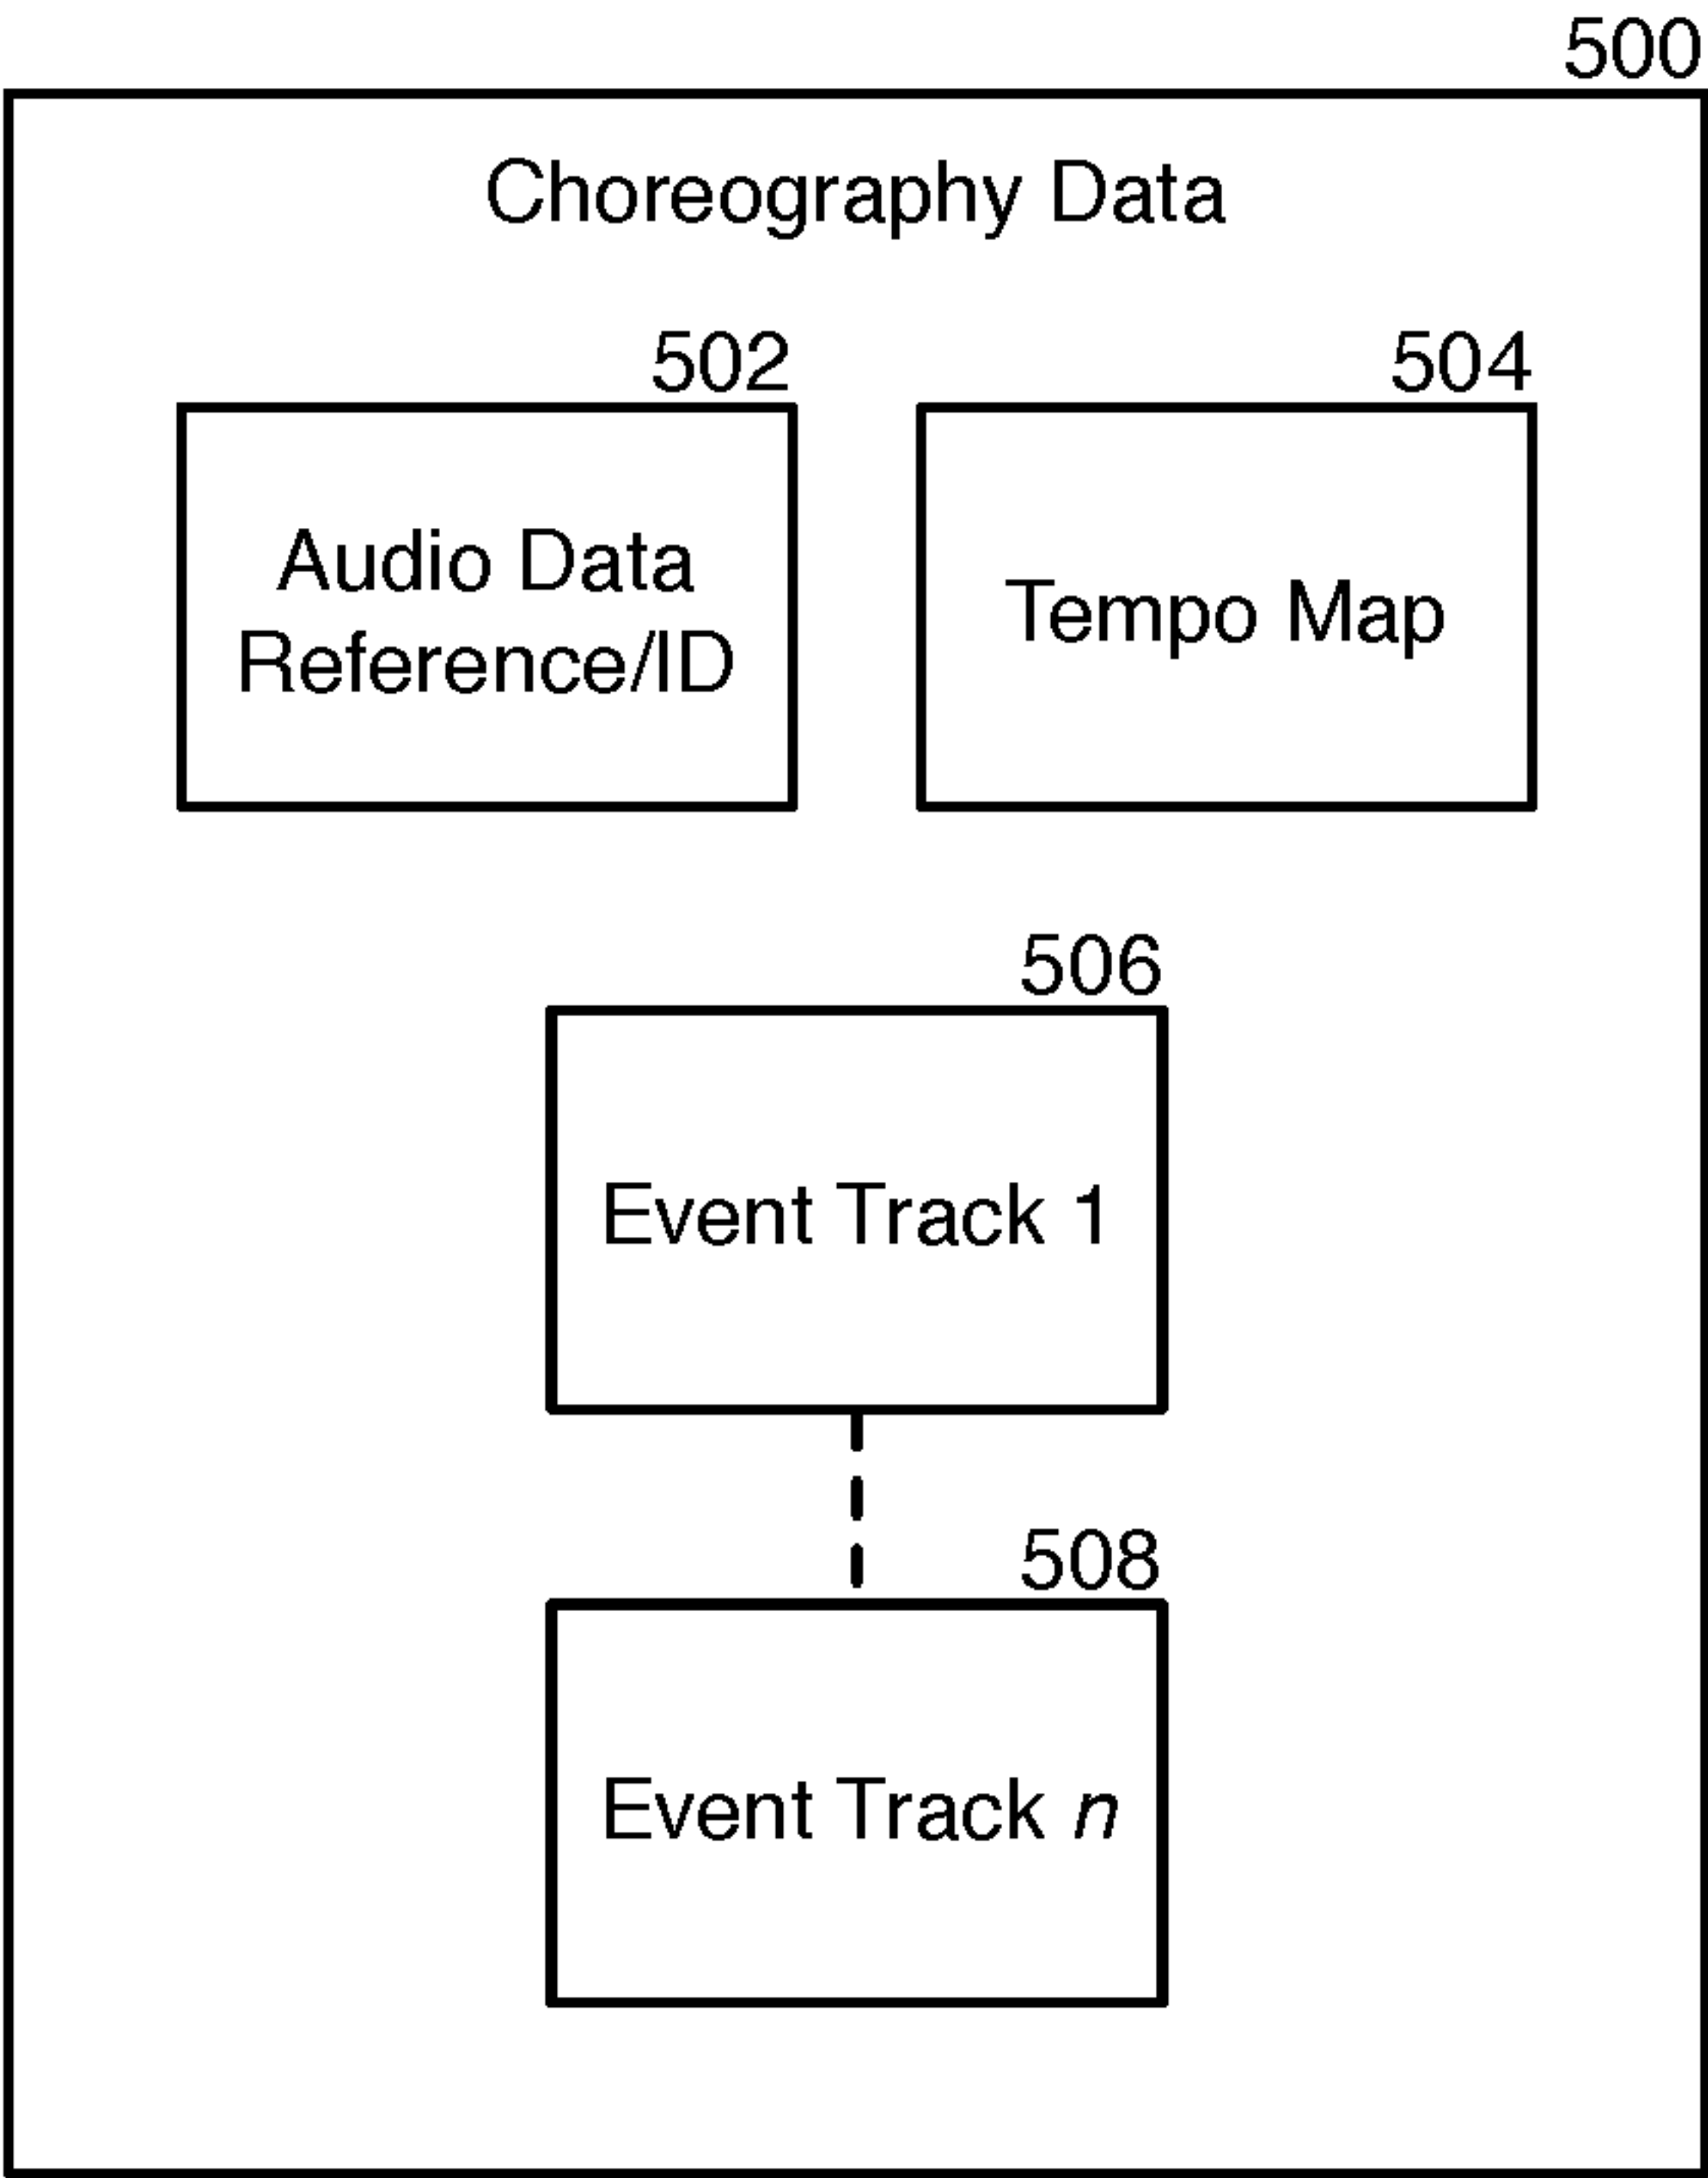 500
Choreography Data
502
504
Audio Data
Reference/ID
Tempo Map
506
Event Track 1
508
Event Track n